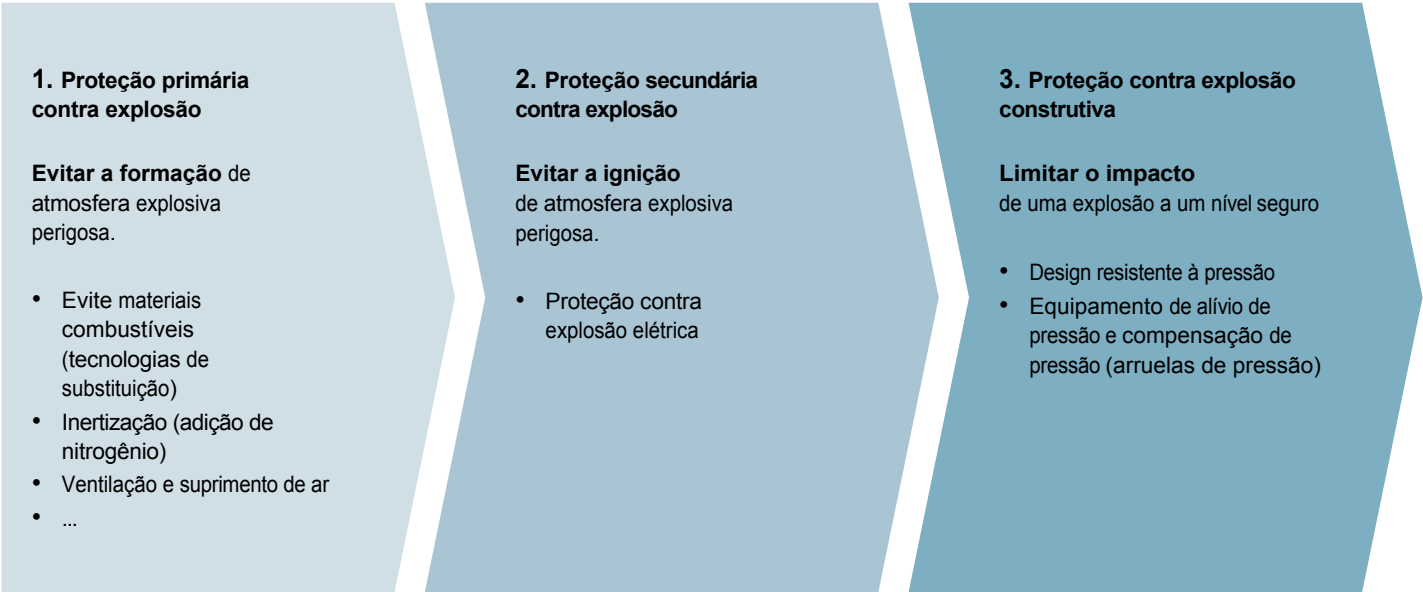 1. Proteção primária
contra explosão
Evitar a formação de
atmosfera explosiva
perigosa.
• Evite materiais
combustíveis
(tecnologias de
substituição)
• Inertização (adição de
nitrogênio)
• Ventilação e suprimento de ar
• ...
2. Proteção secundária
contra explosão
Evitar a ignição
de atmosfera explosiva
perigosa.
• Proteção contra
explosão elétrica
3. Proteção contra explosão
construtiva
Limitar o impacto
de uma explosão a um nível seguro
• Design resistente à pressão
• Equipamento de alívio de
pressão e compensação de
pressão (arruelas de pressão)